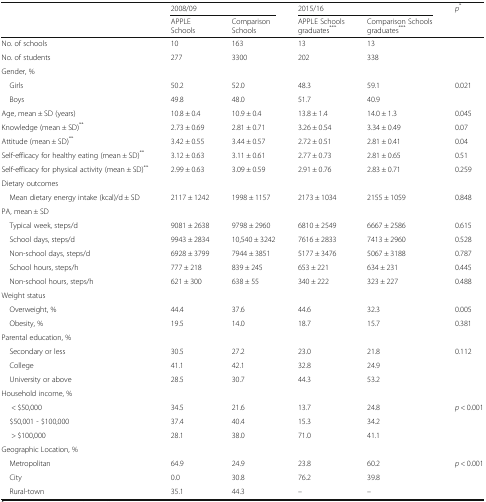 2008/09 2015/16 p*
APPLE Schools Comparison Schools APPLE Schools graduates*** Comparison Schools graduates***
No. of schools 10 163 13 13
No. of students 277 3300 202 338
Gender, %
Girls 50.2 52.0 48.3 59.1 0.021
Boys 49.8 48.0 51.7 40.9
Age, mean ± SD (years) 10.8 ± 0.4 10.9 ± 0.4 13.8 ± 1.4 14.0 ± 1.3 0.045
Knowledge (mean ± SD)** 2.73 ± 0.69 2.81 ± 0.71 3.26 ± 0.54 3.34 ± 0.49 0.07
Attitude (mean ± SD)** 3.42 ± 0.55 3.44 ± 0.57 2.72 ± 0.51 2.81 ± 0.41 0.04
Self-efficacy for healthy eating (mean ± SD)** 3.12 ± 0.63 3.11 ± 0.61 2.77 ± 0.73 2.81 ± 0.65 0.51
Self-efficacy for physical activity (mean ± SD)** 2.99 ± 0.63 3.09 ± 0.59 2.91 ± 0.76 2.83 ± 0.71 0.259
Dietary outcomes
Mean dietary energy intake (kcal)/d ± SD 2117 ± 1242 1998 ± 1157 2173 ± 1034 2155 ± 1059 0.848
PA, mean ± SD
Typical week, steps/d 9081 ± 2638 9798 ± 2960 6810 ± 2549 6667 ± 2586 0.615
School days, steps/d 9943 ± 2834 10,540 ± 3242 7616 ± 2833 7413 ± 2960 0.528
Non-school days, steps/d 6928 ± 3799 7944 ± 3851 5177 ± 3476 5067 ± 3188 0.787
School hours, steps/h 777 ± 218 839 ± 245 653 ± 221 634 ± 231 0.445
Non-school hours, steps/h 621 ± 300 638 ± 55 340 ± 222 323 ± 227 0.488
Weight status
Overweight, % 44.4 37.6 44.6 32.3 0.005
Obesity, % 19.5 14.0 18.7 15.7 0.381
Parental education, %
Secondary or less 30.5 27.2 23.0 21.8 0.112
College 41.1 42.1 32.8 24.9
University or above 28.5 30.7 44.3 53.2
Household income, %
< $50,000 34.5 21.6 13.7 24.8 p < 0.001
$50,001 - $100,000 37.4 40.4 15.3 34.2
> $100,000 28.1 38.0 71.0 41.1
Geographic Location, %
Metropolitan 64.9 24.9 23.8 60.2 p < 0.001
City 0.0 30.8 76.2 39.8
Rural-town 35.1 44.3 – –